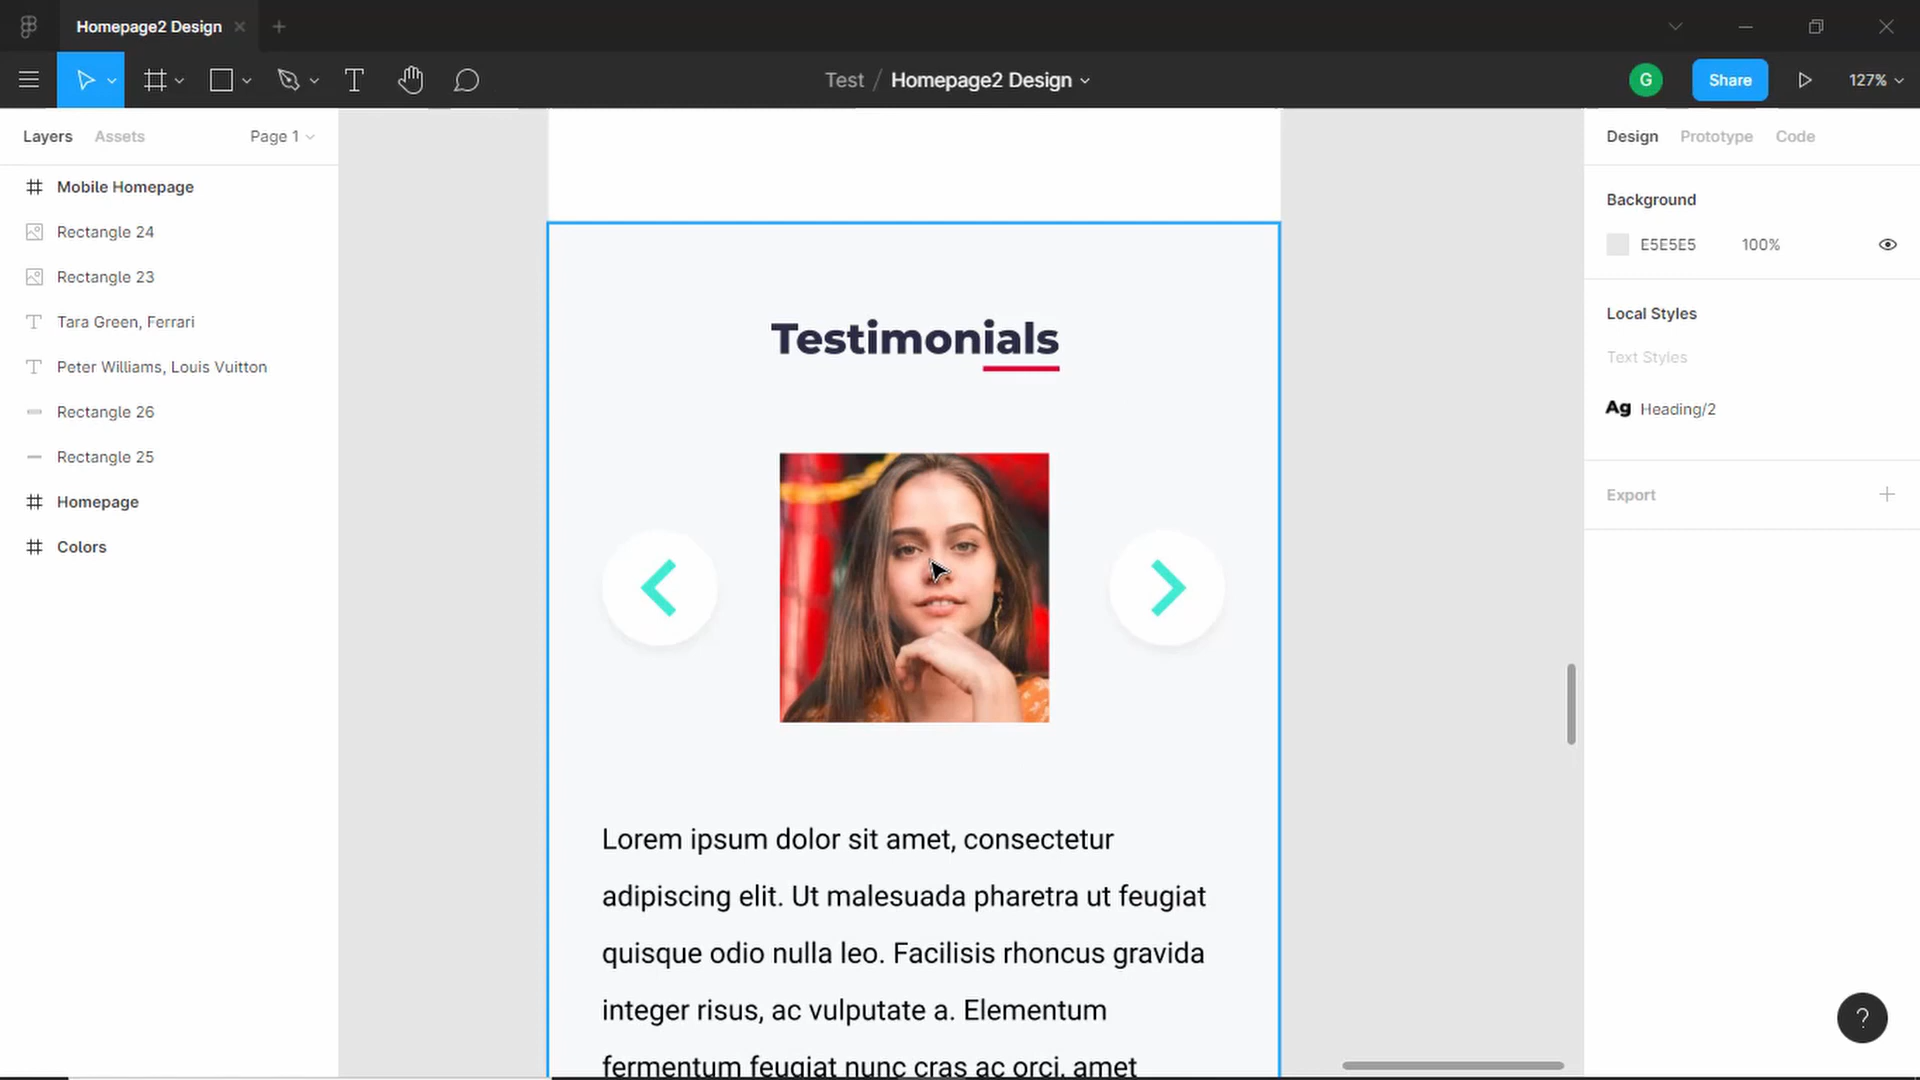 Homepage2 Design
Test / Homepage2 Design
G
Share
127%
Layers
Assets
Page 1
Mobile Homepage
Rectangle 24
Rectangle 23
Tara Green, Ferrari
Peter Williams, Louis Vuitton
Rectangle 26
Rectangle 25
Homepage
Colors
Testimonials
Lorem ipsum dolor sit amet, consectetur
adipiscing elit. Ut malesuada pharetra ut feugiat
quisque odio nulla leo. Facilisis rhoncus gravida
integer risus, ac vulputate a. Elementum
fermentum feugiat nunc cras ac orci, amet
Design
Prototype
Code
Background
E5E5E5
100%
Local Styles
Text Styles
Ag Heading/2
Export
?